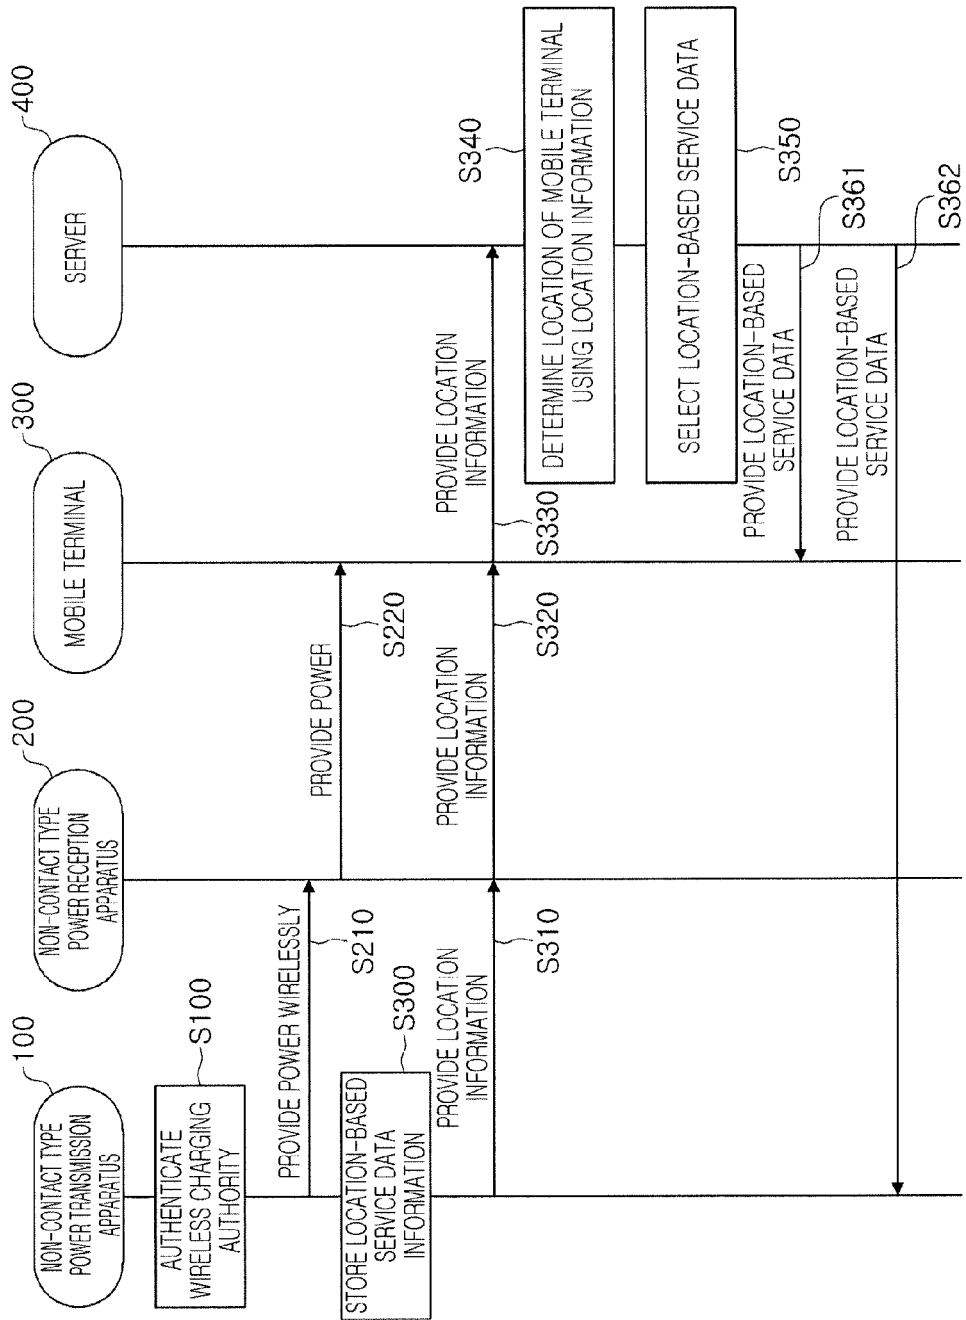 100
NON-CONTACT TYPE
POWER TRANSMISSION
APPARATUS
200
NON-CONTACT TYPE
POWER RECEPTION
APPARATUS
300
MOBILE TERMINAL
400
SERVER
S100
AUTHENTICATE
WIRELESS CHARGING
AUTHORITY
PROVIDE POWER WIRELESSLY
S210
PROVIDE POWER
S220
S300
STORE LOCATION-BASED
SERVICE DATA
INFORMATION
PROVIDE LOCATION
INFORMATION
S310
PROVIDE LOCATION
INFORMATION
S320
PROVIDE LOCATION
INFORMATION
S330
S340
DETERMINE LOCATION OF MOBILE TERMINAL
USING LOCATION INFORMATION
SELECT LOCATION-BASED SERVICE DATA
S350
PROVIDE LOCATION-BASED
SERVICE DATA
S361
PROVIDE LOCATION-BASED
SERVICE DATA
S362